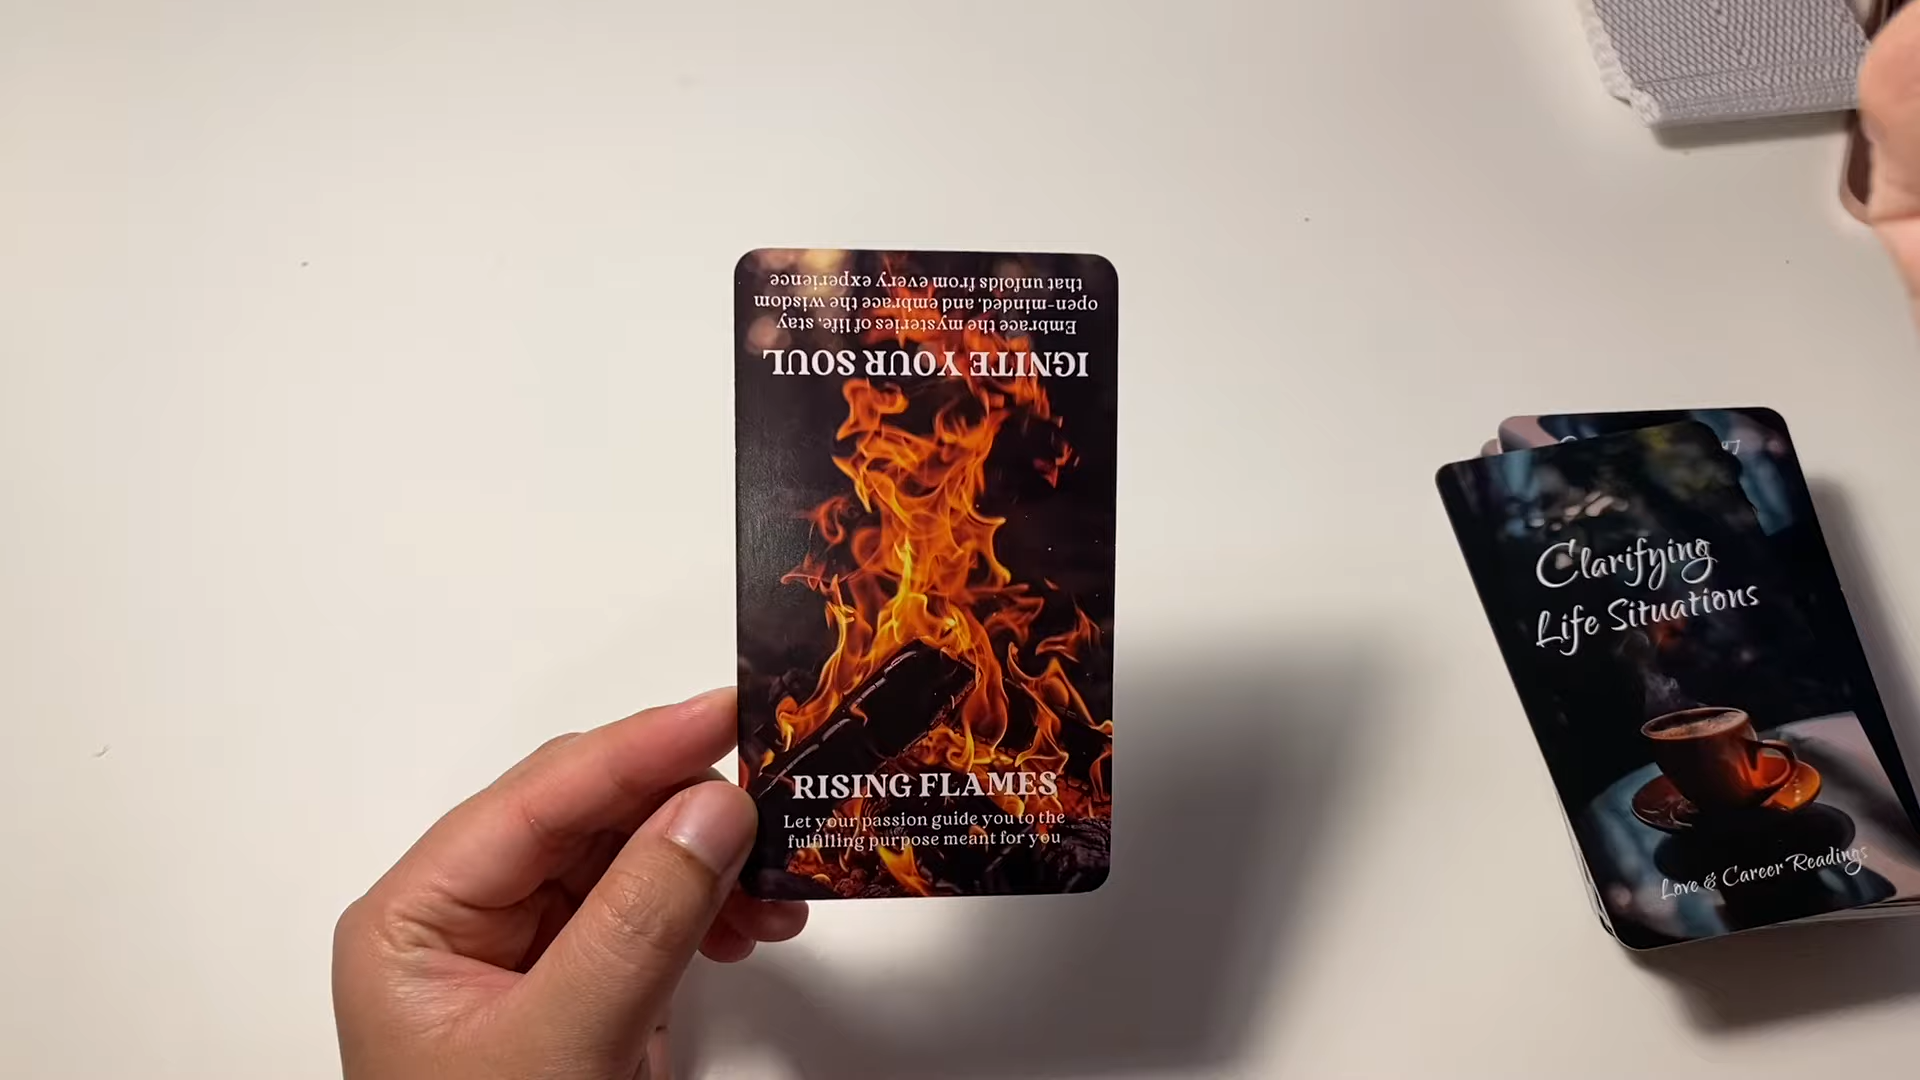 Embrace the mysteries of life, stay
open-minded, and embrace the wisdom
that unfolds from every experience
IGNITE YOUR SOUL
RISING FLAMES
Let your passion guide you to the
fulfilling purpose meant for you
Clarifying
Life Situations
Love & Career Readings